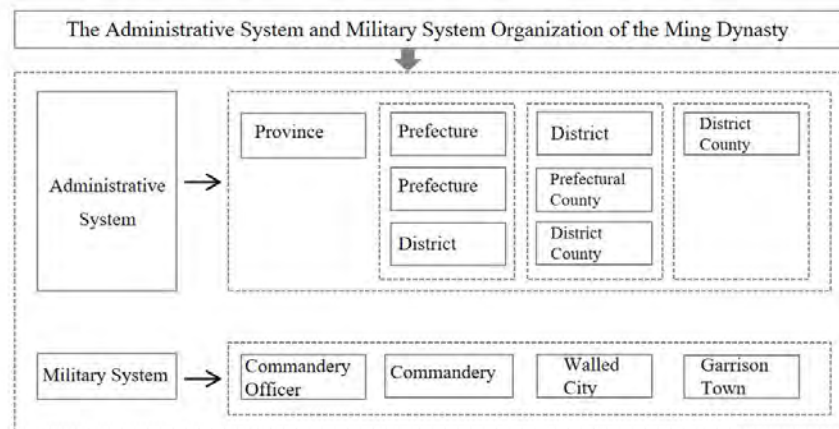 The Administrative System and Military System Organization of the Ming Dynasty
Administrative
System
Province
Prefecture
Prefecture
District
District
Prefectural
County
District
County
District
County
Military System
Commandery
Officer
Commandery
Walled
City
Garrison
Town